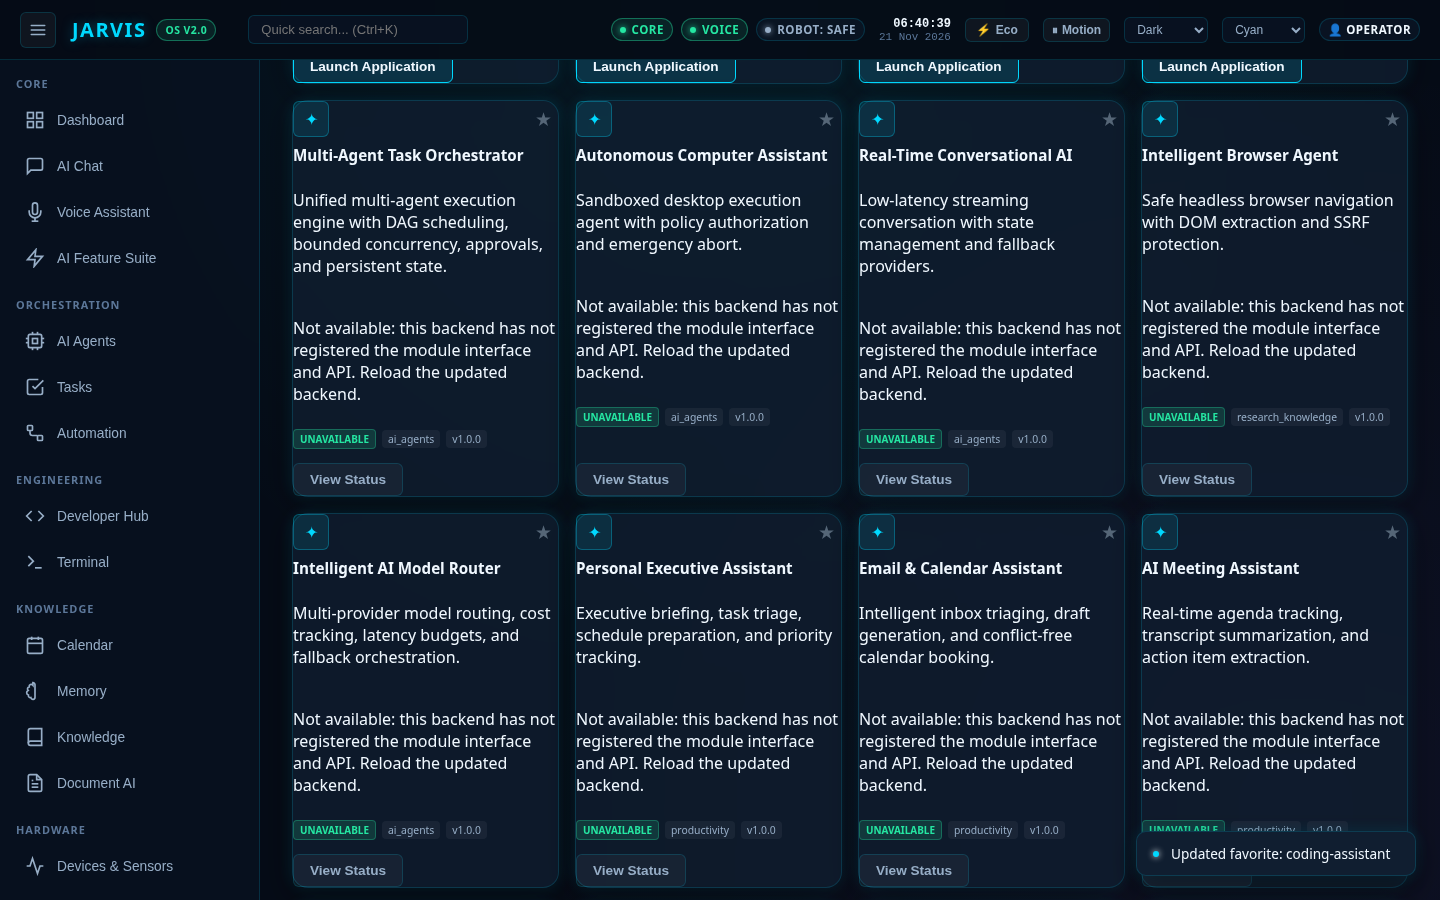 JARVIS
OS V2.0
Quick search... (Ctrl+K)
CORE
VOICE
ROBOT: SAFE
06:40:39
21 Nov 2026
⚡ Eco
Motion
Dark
Cyan
👤 OPERATOR
CORE
Dashboard
AI Chat
Voice Assistant
AI Feature Suite
ORCHESTRATION
AI Agents
Tasks
Automation
ENGINEERING
Developer Hub
Terminal
KNOWLEDGE
Calendar
Memory
Knowledge
Document AI
HARDWARE
Devices & Sensors
Launch Application
Launch Application
Launch Application
Launch Application
Multi-Agent Task Orchestrator
Unified multi-agent execution
engine with DAG scheduling,
bounded concurrency, approvals,
and persistent state.
Not available: this backend has not
registered the module interface
and API. Reload the updated
backend.
UNAVAILABLE ai_agents v1.0.0
View Status
Autonomous Computer Assistant
Sandboxed desktop execution
agent with policy authorization
and emergency abort.
Not available: this backend has not
registered the module interface
and API. Reload the updated
backend.
UNAVAILABLE ai_agents v1.0.0
View Status
Real-Time Conversational AI
Low-latency streaming
conversation with state
management and fallback
providers.
Not available: this backend has not
registered the module interface
and API. Reload the updated
backend.
UNAVAILABLE ai_agents v1.0.0
View Status
Intelligent Browser Agent
Safe headless browser navigation
with DOM extraction and SSRF
protection.
Not available: this backend has not
registered the module interface
and API. Reload the updated
backend.
UNAVAILABLE research_knowledge v1.0.0
View Status
Intelligent AI Model Router
Multi-provider model routing, cost
tracking, latency budgets, and
fallback orchestration.
Not available: this backend has not
registered the module interface
and API. Reload the updated
backend.
UNAVAILABLE ai_agents v1.0.0
View Status
Personal Executive Assistant
Executive briefing, task triage,
schedule preparation, and priority
tracking.
Not available: this backend has not
registered the module interface
and API. Reload the updated
backend.
UNAVAILABLE productivity v1.0.0
View Status
Email & Calendar Assistant
Intelligent inbox triaging, draft
generation, and conflict-free
calendar booking.
Not available: this backend has not
registered the module interface
and API. Reload the updated
backend.
UNAVAILABLE productivity v1.0.0
View Status
AI Meeting Assistant
Real-time agenda tracking,
transcript summarization, and
action item extraction.
Not available: this backend has not
registered the module interface
and API. Reload the updated
backend.
UNAVAILABLE productivity v1.0.0
Updated favorite: coding-assistant